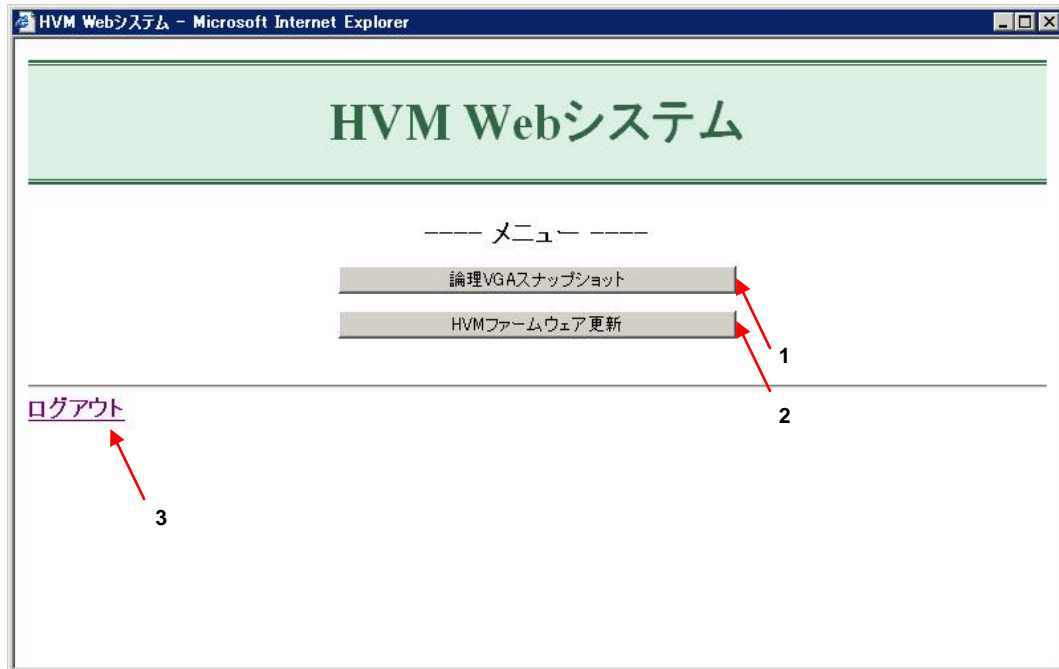 HVM Webシステム - Microsoft Internet Explorer
HVM Webシステム
---- メニュー ----
論理VGAスナップショット
HVMファームウェア更新
1
2
ログアウト
3